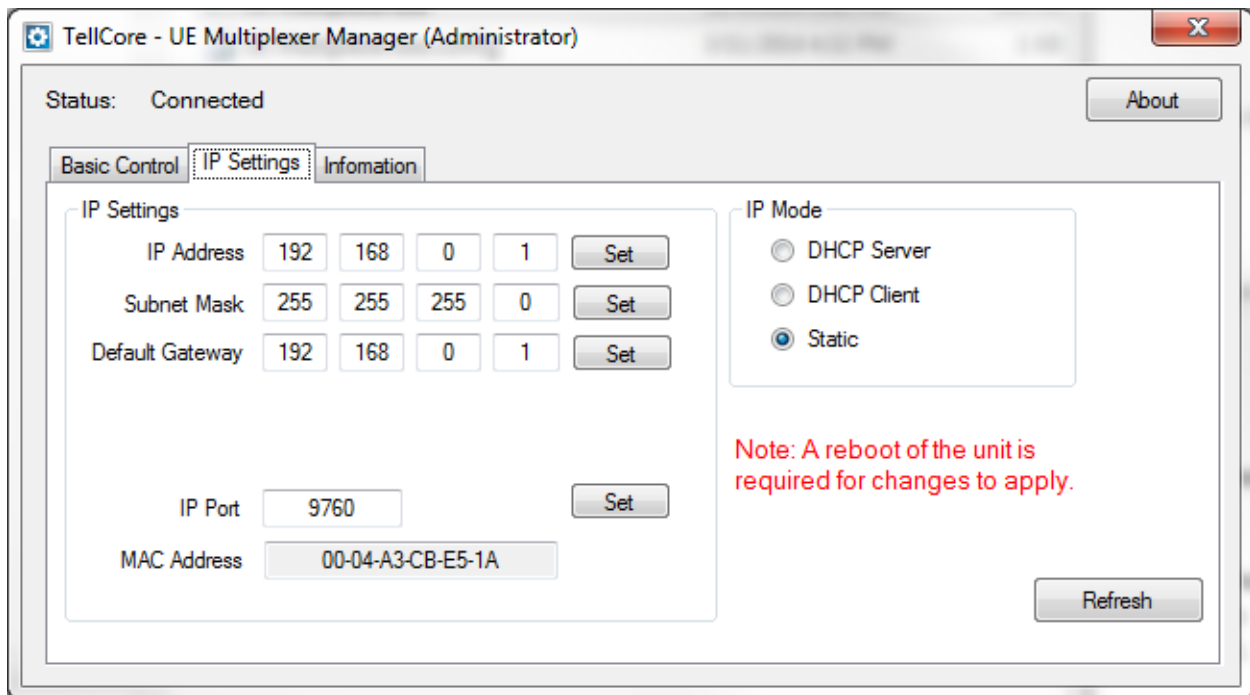 TellCore - UE Multiplexer Manager (Administrator)
Status: Connected
About
Basic Control IP Settings Infomation
IP Settings
IP Address 192 168 0 1 Set
Subnet Mask 255 255 255 0 Set
Default Gateway 192 168 0 1 Set
IP Port 9760 Set
MAC Address 00-04-A3-CB-E5-1A
IP Mode
DHCP Server
DHCP Client
Static
Note: A reboot of the unit is
required for changes to apply.
Refresh